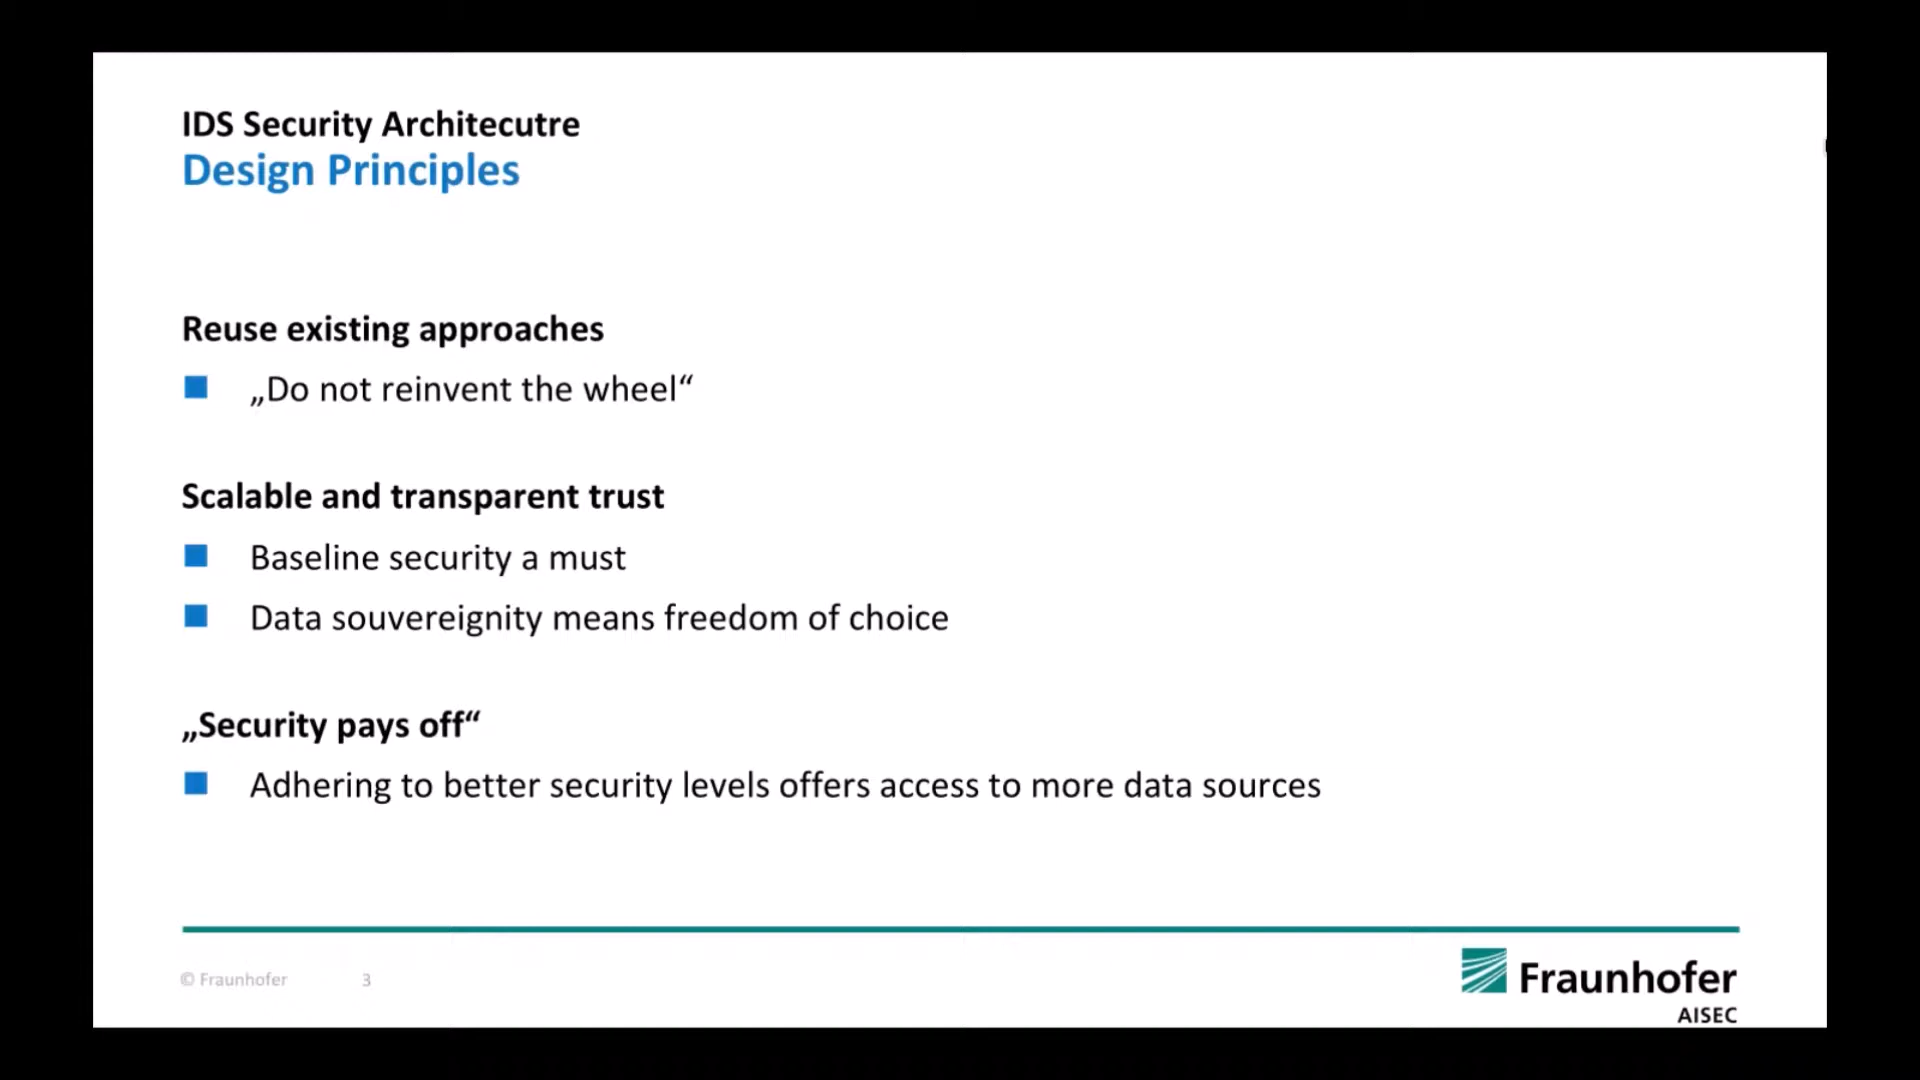 IDS Security Architecutre
Design Principles
Reuse existing approaches
„Do not reinvent the wheel“
Scalable and transparent trust
Baseline security a must
Data souvereignity means freedom of choice
„Security pays off“
Adhering to better security levels offers access to more data sources
© Fraunhofer 3
Fraunhofer
AISEC